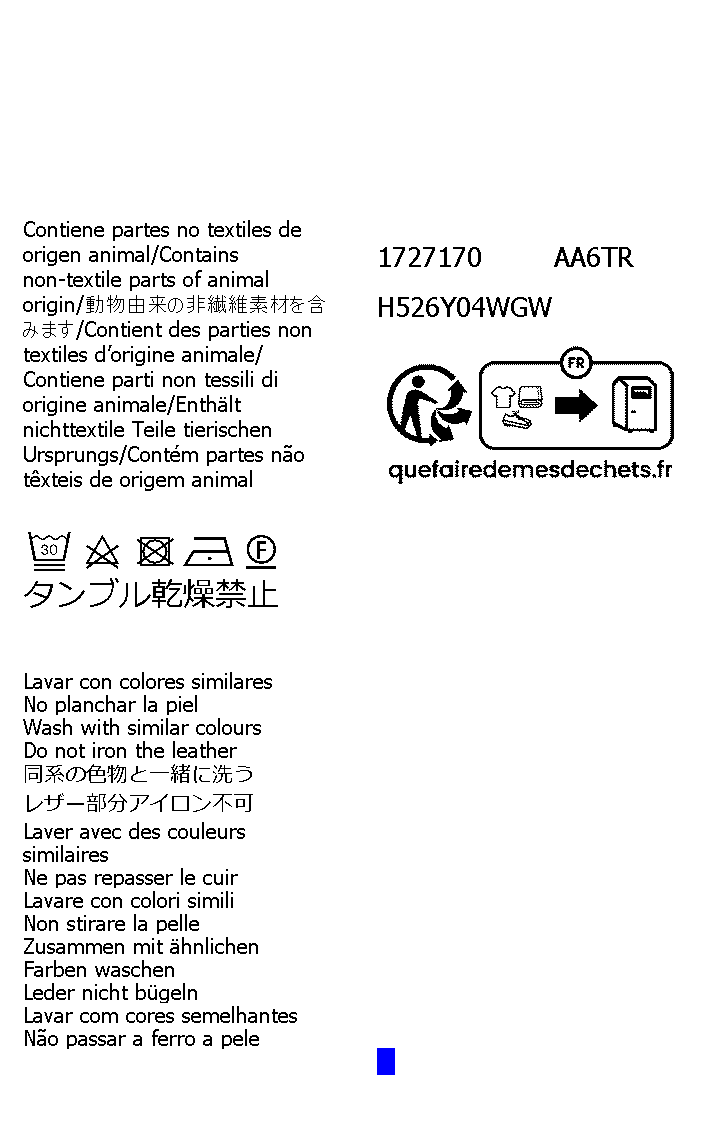 Contiene partes no textiles de
origen animal/Contains
non-textile parts of animal
origin/動物由来の非繊維素材を含
みます/Contient des parties non
textiles d’origine animale/
Contiene parti non tessili di
origine animale/Enthält
nichttextile Teile tierischen
Ursprungs/Contém partes não
têxteis de origem animal
30
F
タンブル乾燥禁止
Lavar con colores similares
No planchar la piel
Wash with similar colours
Do not iron the leather
同系の色物と一緒に洗う
レザー部分アイロン不可
Laver avec des couleurs
similaires
Ne pas repasser le cuir
Lavare con colori simili
Non stirare la pelle
Zusammen mit ähnlichen
Farben waschen
Leder nicht bügeln
Lavar com cores semelhantes
Não passar a ferro a pele
1727170 AA6TR
H526Y04WGW
FR
quefairedemesdechets.fr